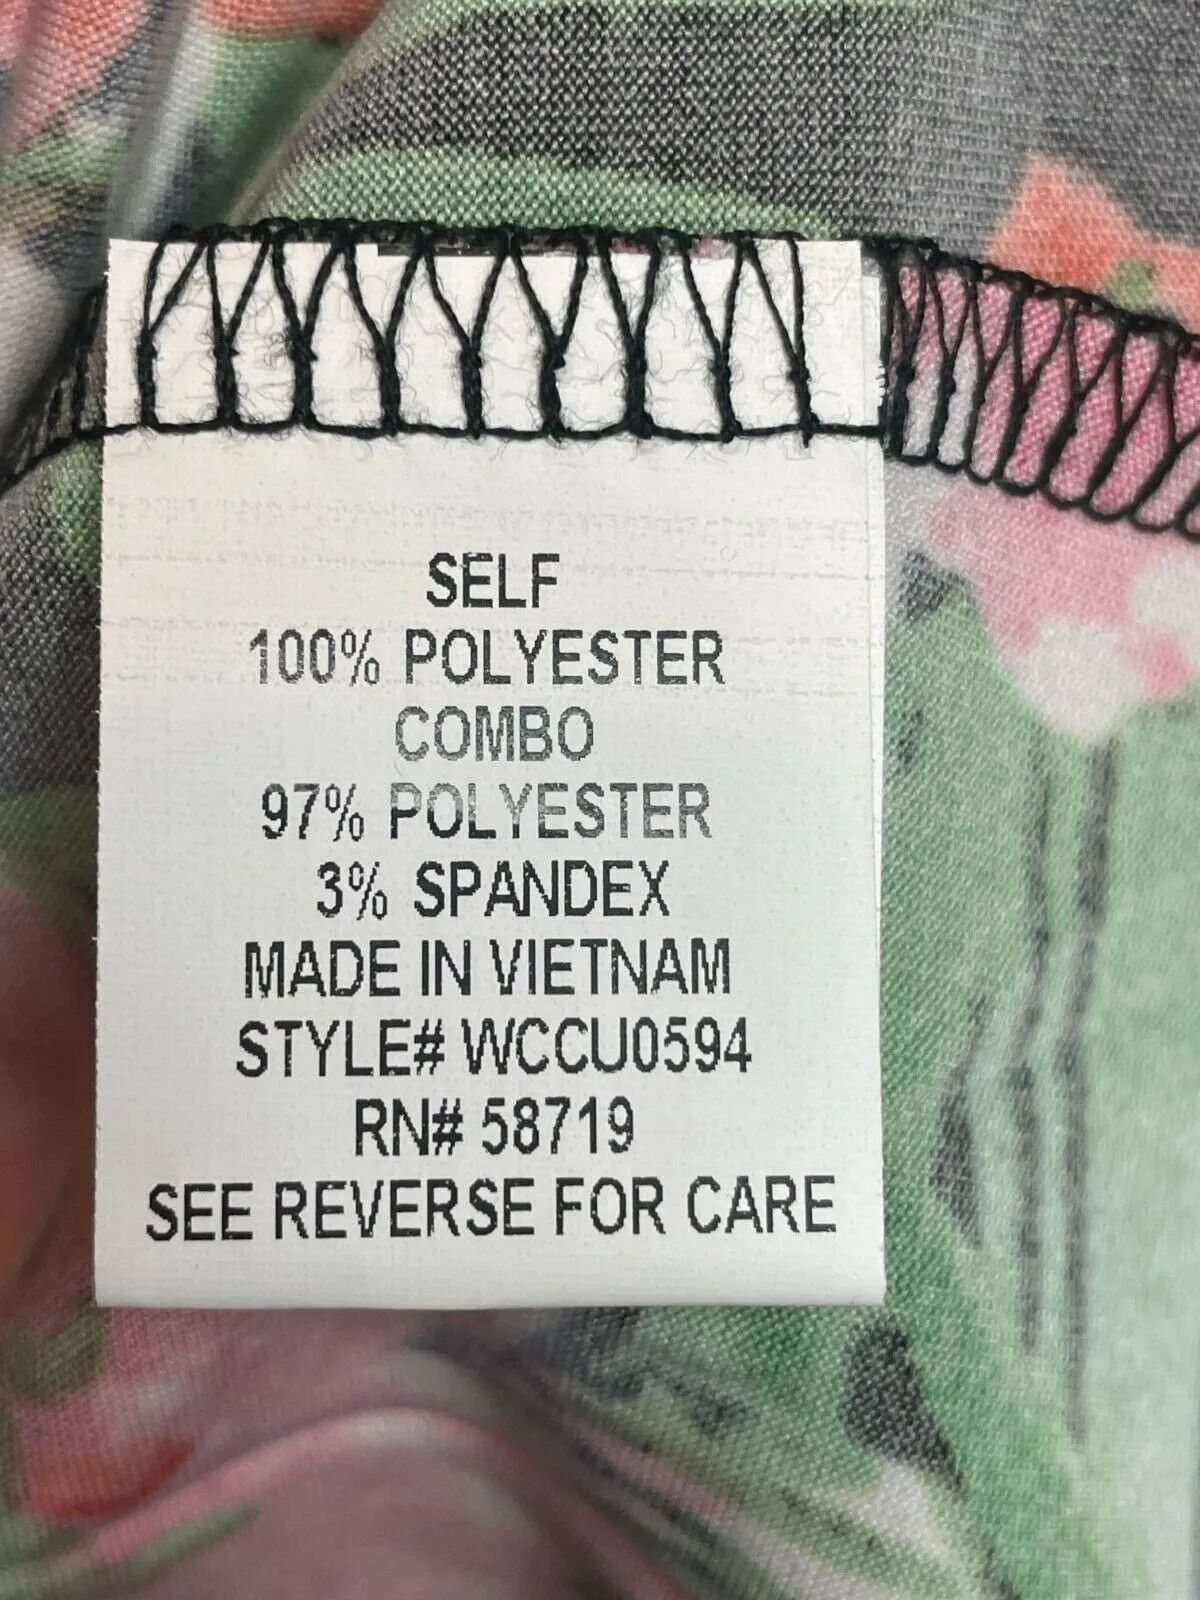 SELF
100% POLYESTER
COMBO
97% POLYESTER
3% SPANDEX
MADE IN VIETNAM
STYLE# WCCU0594
RN# 58719
SEE REVERSE FOR CARE